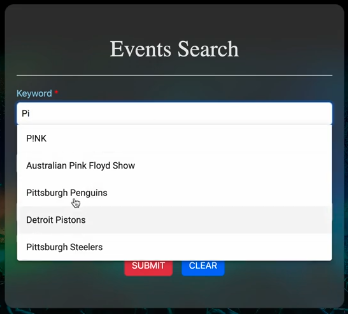 Events Search
Keyword *
Pi
P!NK
Australian Pink Floyd Show
Pittsburgh Penguins
Detroit Pistons
Pittsburgh Steelers
SUBMIT CLEAR